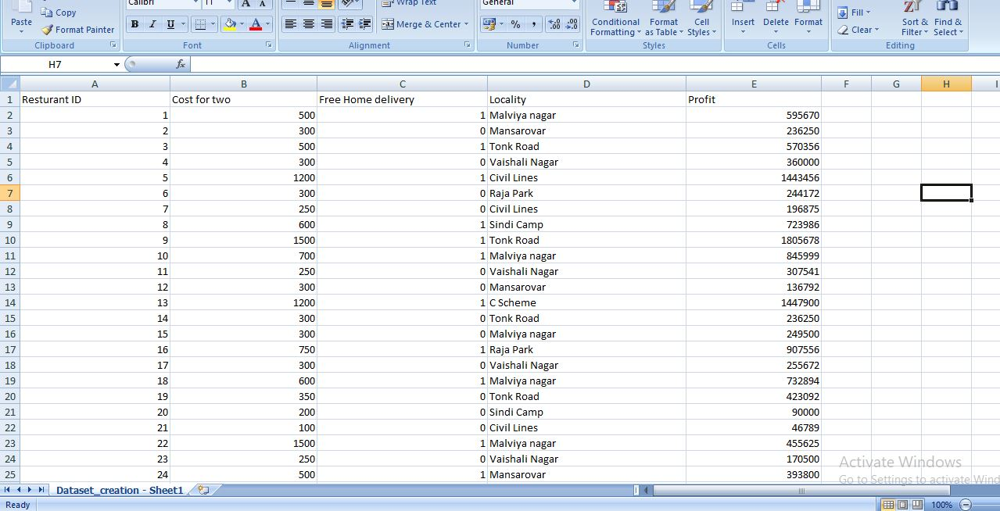 Calibri 11 A A Wrap Text General
Copy
Paste Format Painter B I U A Merge & Center % , Conditional Formatting Format as Table Cell Styles Insert Delete Format Fill Clear Sort & Filter Find & Select
Clipboard Font Alignment Number Styles Cells Editing
H7 fx
A B C D E F G H I
1 Resturant ID Cost for two Free Home delivery Locality Profit
2 1 500 1 Malviya nagar 595670
3 2 300 0 Mansarovar 236250
4 3 500 1 Tonk Road 570356
5 4 300 0 Vaishali Nagar 360000
6 5 1200 1 Civil Lines 1443456
7 6 300 0 Raja Park 244172
8 7 250 0 Civil Lines 196875
9 8 600 1 Sindi Camp 723986
10 9 1500 1 Tonk Road 1805678
11 10 700 1 Malviya nagar 845999
12 11 250 0 Vaishali Nagar 307541
13 12 300 0 Mansarovar 136792
14 13 1200 1 C Scheme 1447900
15 14 300 0 Tonk Road 236250
16 15 300 0 Malviya nagar 249500
17 16 750 1 Raja Park 907556
18 17 300 0 Vaishali Nagar 255672
19 18 600 1 Malviya nagar 732894
20 19 350 0 Tonk Road 423092
21 20 200 0 Sindi Camp 90000
22 21 100 0 Civil Lines 46789
23 22 1500 1 Malviya nagar 455625
24 23 250 0 Vaishali Nagar 170500
25 24 500 1 Mansarovar 393800
Activate Windows
Go to Settings to activate Wind
Dataset_creation - Sheet1
Ready 100%